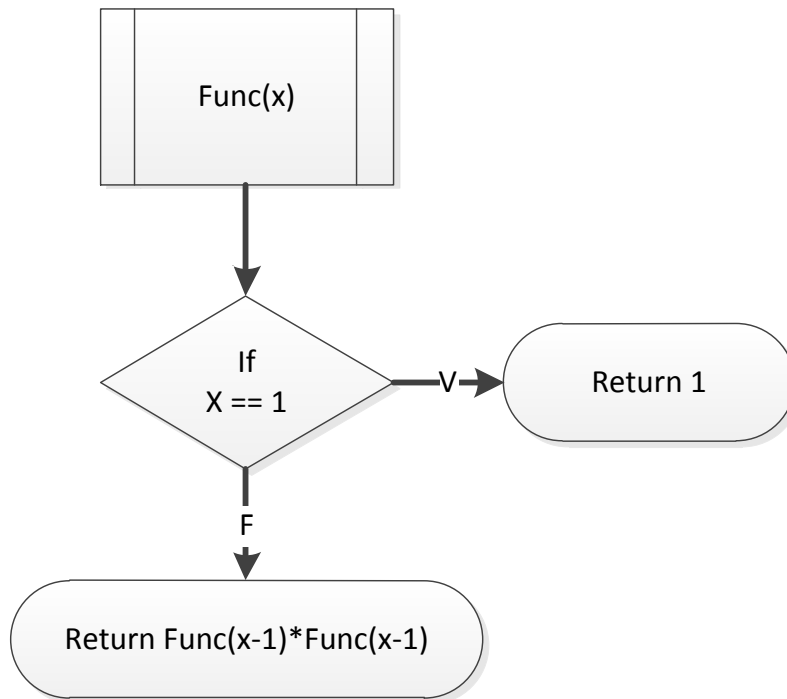 Func(x)
If
X == 1
V
Return 1
F
Return Func(x-1)*Func(x-1)